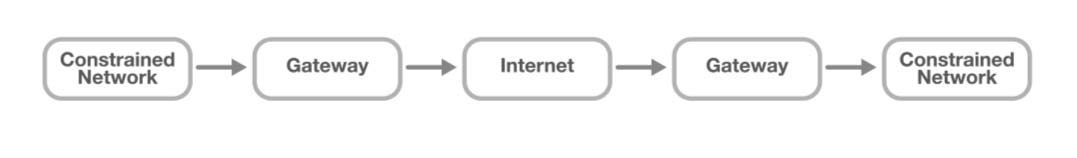 Constrained
Network
Gateway
Internet
Gateway
Constrained
Network